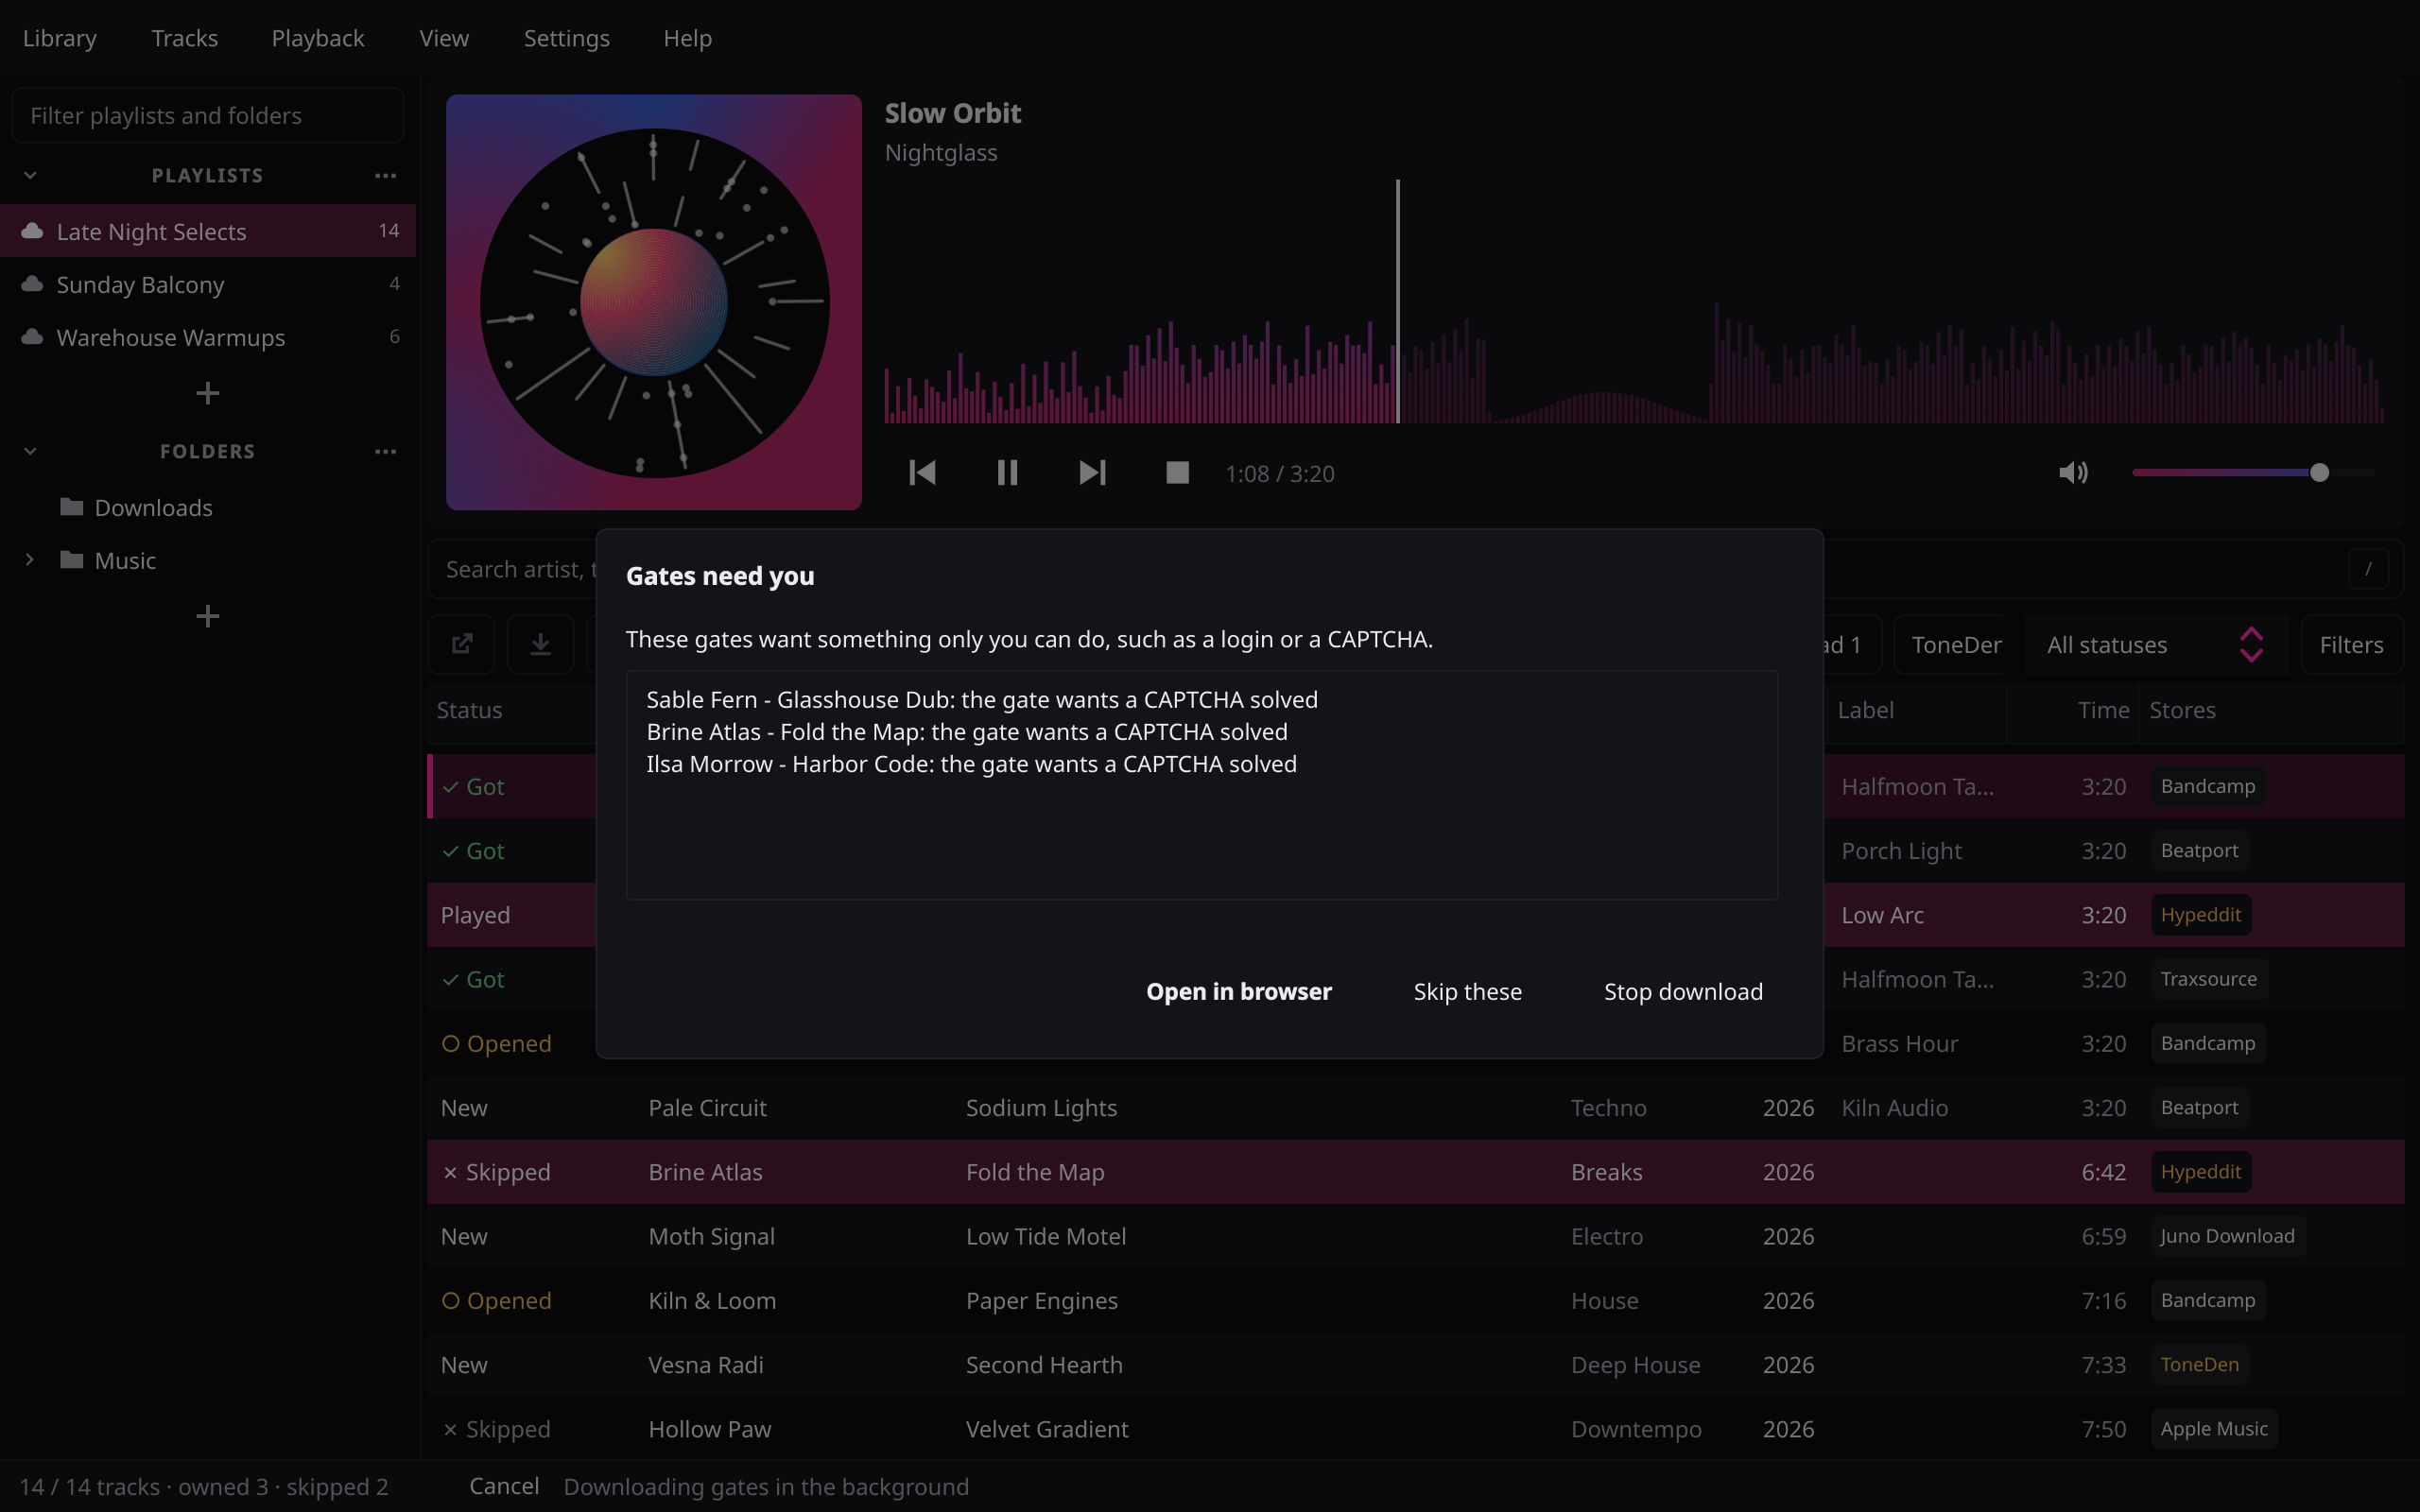 Library Tracks Playback View Settings Help
Filter playlists and folders
PLAYLISTS
Late Night Selects 14
Sunday Balcony 4
Warehouse Warmups 6
FOLDERS
Downloads
Music
Slow Orbit
Nightglass
1:08 / 3:20
Search artist, t
/
ad 1 ToneDen All statuses Filters
Gates need you
These gates want something only you can do, such as a login or a CAPTCHA.
Sable Fern - Glasshouse Dub: the gate wants a CAPTCHA solved
Brine Atlas - Fold the Map: the gate wants a CAPTCHA solved
Ilsa Morrow - Harbor Code: the gate wants a CAPTCHA solved
Open in browser Skip these Stop download
Status Label Time Stores
Got Halfmoon Ta... 3:20 Bandcamp
Got Porch Light 3:20 Beatport
Played Low Arc 3:20 Hypeddit
Got Halfmoon Ta... 3:20 Traxsource
Opened Brass Hour 3:20 Bandcamp
New Pale Circuit Sodium Lights Techno 2026 Kiln Audio 3:20 Beatport
Skipped Brine Atlas Fold the Map Breaks 2026 6:42 Hypeddit
New Moth Signal Low Tide Motel Electro 2026 6:59 Juno Download
Opened Kiln & Loom Paper Engines House 2026 7:16 Bandcamp
New Vesna Radi Second Hearth Deep House 2026 7:33 ToneDen
Skipped Hollow Paw Velvet Gradient Downtempo 2026 7:50 Apple Music
14 / 14 tracks · owned 3 · skipped 2 Cancel Downloading gates in the background